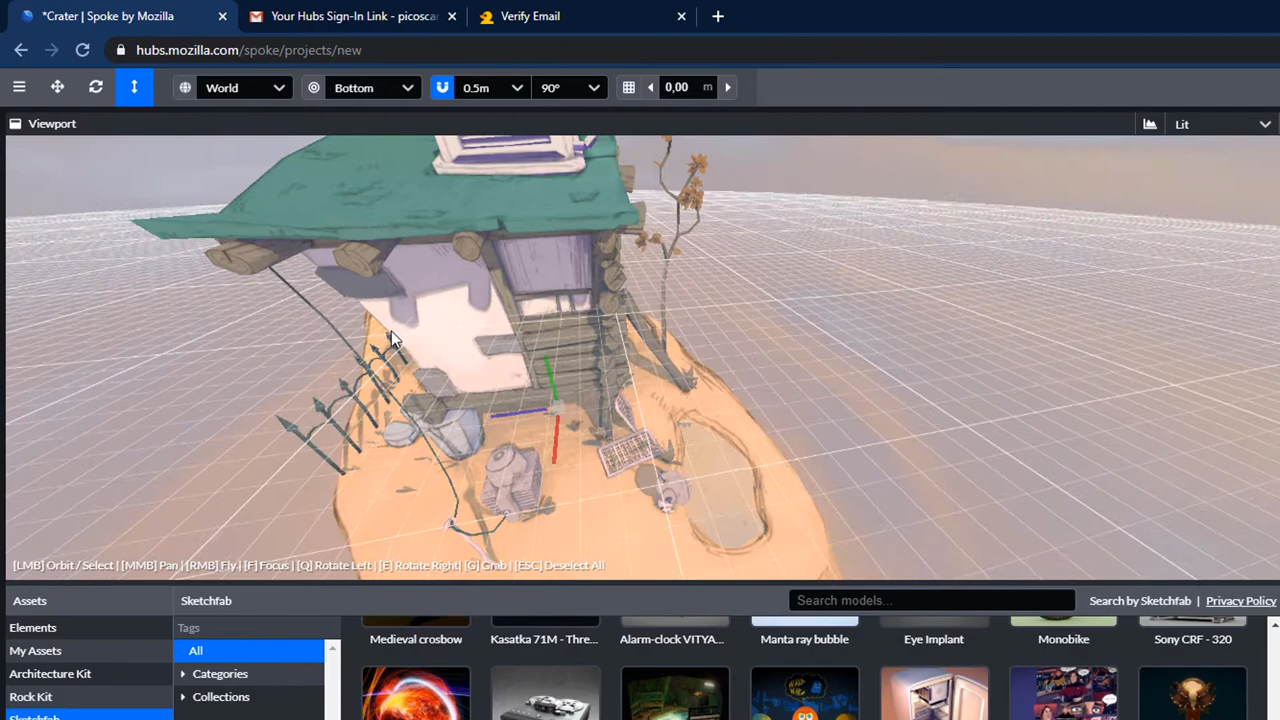 *Crater | Spoke by Mozilla
Your Hubs Sign-In Link - picoscar
Verify Email
hubs.mozilla.com/spoke/projects/new
World
Bottom
0.5m
90°
0,00 m
Viewport
Lit
[LMB] Orbit / Select | [MMB] Pan | [RMB] Fly | [F] Focus | [Q] Rotate Left | [E] Rotate Right | [G] Grab | [ESC] Deselect All
Assets
Sketchfab
Search models...
Search by Sketchfab | Privacy Policy
Elements
Tags
My Assets
All
Architecture Kit
Categories
Rock Kit
Collections
Sketchfab
Medieval crosbow
Kasatka 71M - Thre...
Alarm-clock VITYA...
Manta ray bubble
Eye Implant
Monobike
Sony CRF - 320